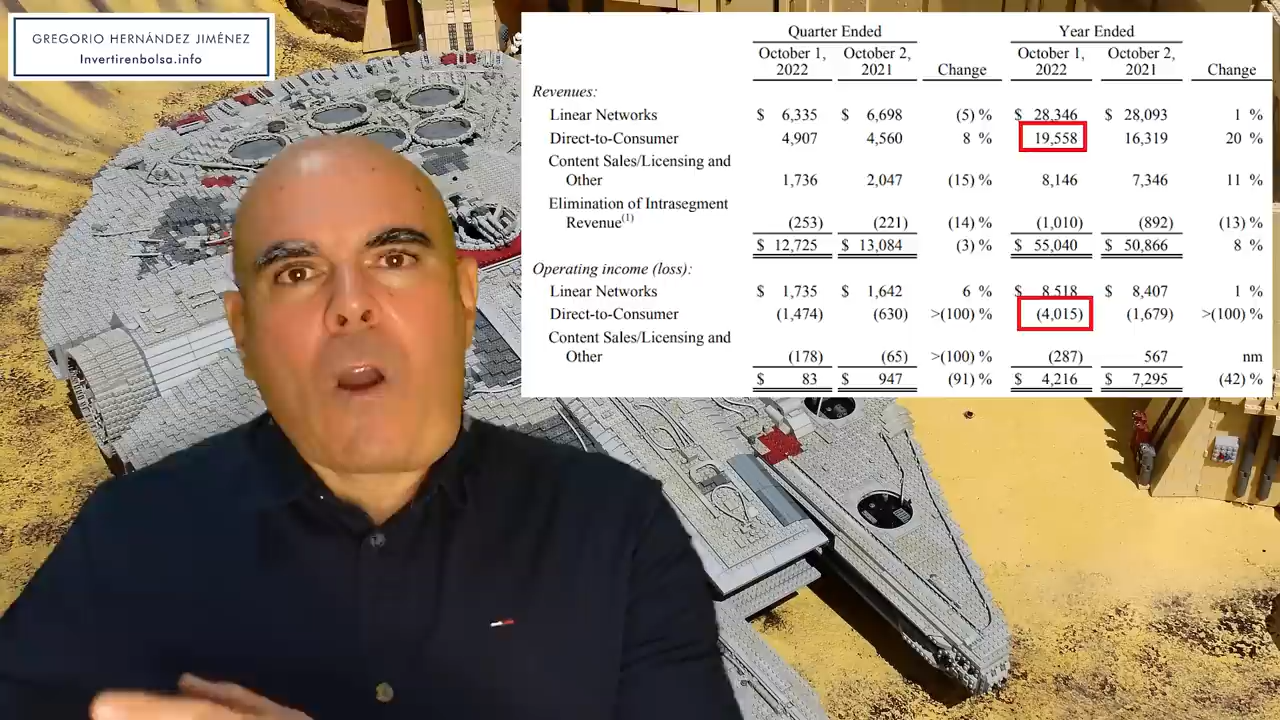 GREGORIO HERNÀNDEZ JIMÉNEZ
Invertirenbolsa.info
Quarter Ended Year Ended
October 1, 2022 October 2, 2021 Change October 1, 2022 October 2, 2021 Change
Revenues:
Linear Networks $ 6,335 $ 6,698 (5) % $ 28,346 $ 28,093 1 %
Direct-to-Consumer 4,907 4,560 8 % 19,558 16,319 20 %
Content Sales/Licensing and
Other 1,736 2,047 (15) % 8,146 7,346 11 %
Elimination of Intrasegment
Revenue(1) (253) (221) (14) % (1,010) (892) (13) %
$ 12,725 $ 13,084 (3) % $ 55,040 $ 50,866 8 %
Operating income (loss):
Linear Networks $ 1,735 $ 1,642 6 % $ 8,518 $ 8,407 1 %
Direct-to-Consumer (1,474) (630) >(100) % (4,015) (1,679) >(100) %
Content Sales/Licensing and
Other (178) (65) >(100) % (287) 567 nm
$ 83 $ 947 (91) % $ 4,216 $ 7,295 (42) %